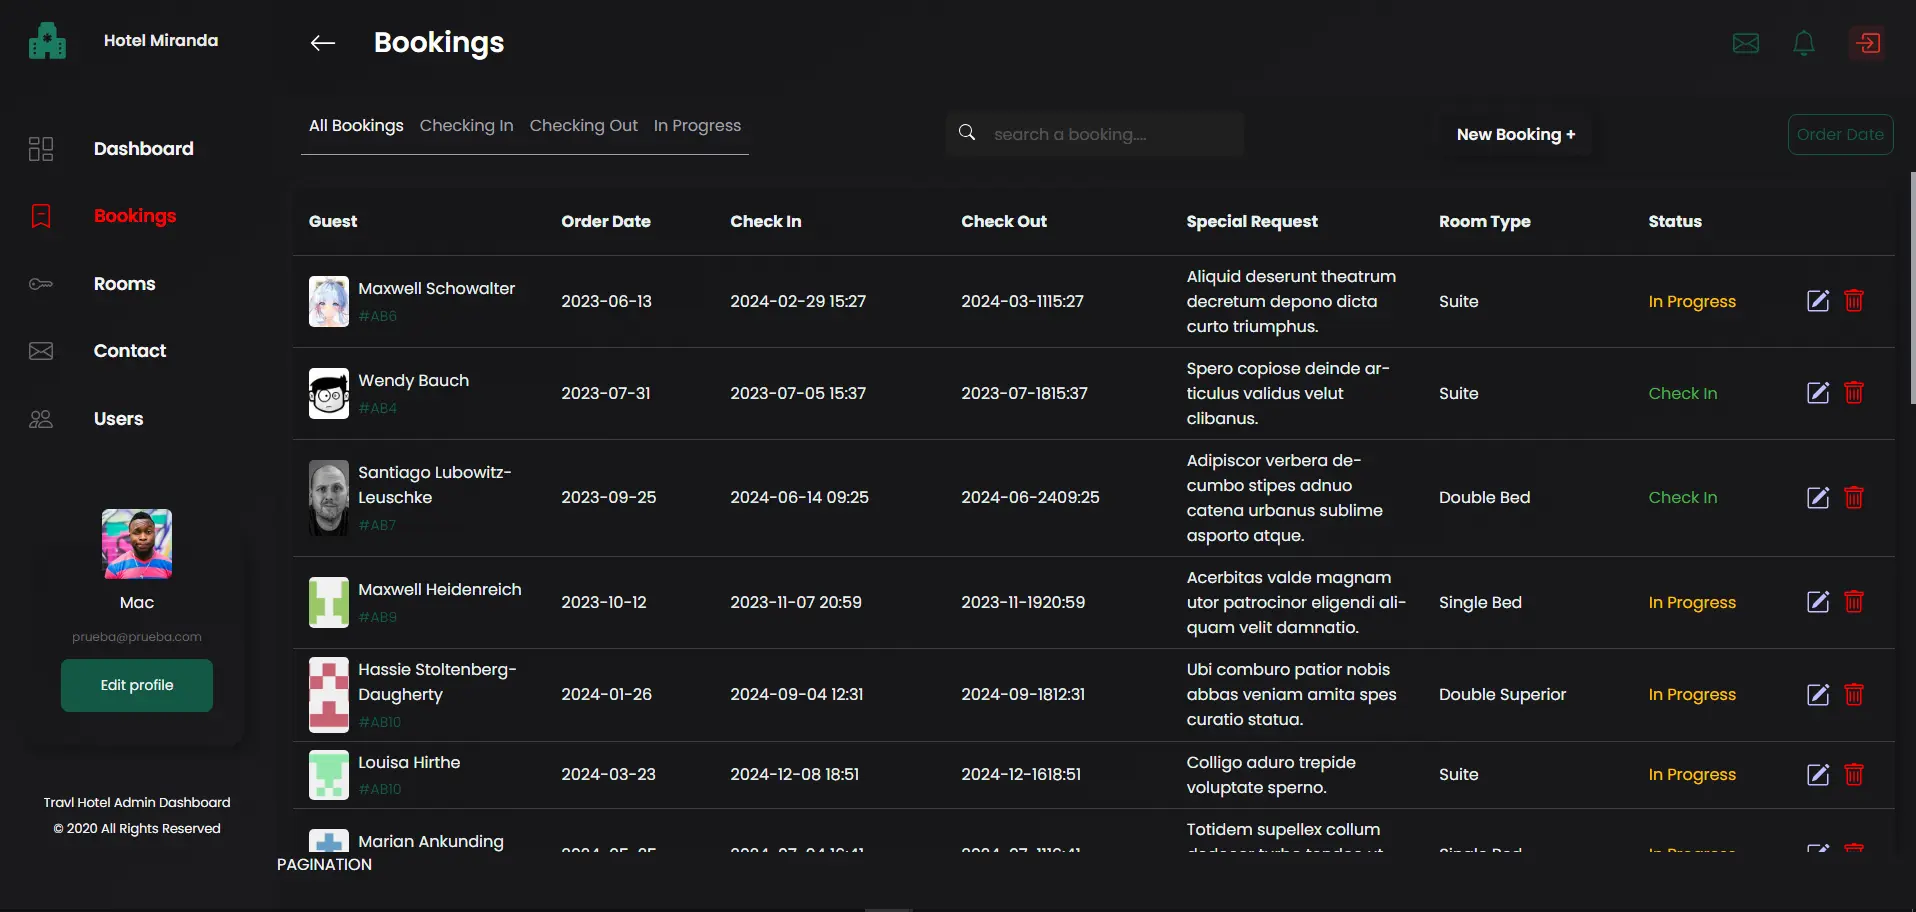 Hotel Miranda
Bookings
Dashboard
Bookings
Rooms
Contact
Users
Mac
prueba@prueba.com
Edit profile
Travl Hotel Admin Dashboard
© 2020 All Rights Reserved
All Bookings Checking In Checking Out In Progress
search a booking....
New Booking +
Order Date
Guest Order Date Check In Check Out Special Request Room Type Status
Maxwell Schowalter
#AB6
2023-06-13
2024-02-29 15:27
2024-03-1115:27
Aliquid deserunt theatrum
decretum depono dicta
curto triumphus.
Suite
In Progress
Wendy Bauch
#AB4
2023-07-31
2023-07-05 15:37
2023-07-1815:37
Spero copiose deinde ar-
ticulus validus velut
clibanus.
Suite
Check In
Santiago Lubowitz-
Leuschke
#AB7
2023-09-25
2024-06-14 09:25
2024-06-2409:25
Adipiscor verbera de-
cumbo stipes adnuo
catena urbanus sublime
asporto atque.
Double Bed
Check In
Maxwell Heidenreich
#AB9
2023-10-12
2023-11-07 20:59
2023-11-1920:59
Acerbitas valde magnam
utor patrocinor eligendi ali-
quam velit damnatio.
Single Bed
In Progress
Hassie Stoltenberg-
Daugherty
#AB10
2024-01-26
2024-09-04 12:31
2024-09-1812:31
Ubi comburo patior nobis
abbas veniam amita spes
curatio statua.
Double Superior
In Progress
Louisa Hirthe
#AB10
2024-03-23
2024-12-08 18:51
2024-12-1618:51
Colligo aduro trepide
voluptate sperno.
Suite
In Progress
Marian Ankunding
Totidem supellex collum
Single Bed
In Progress
PAGINATION